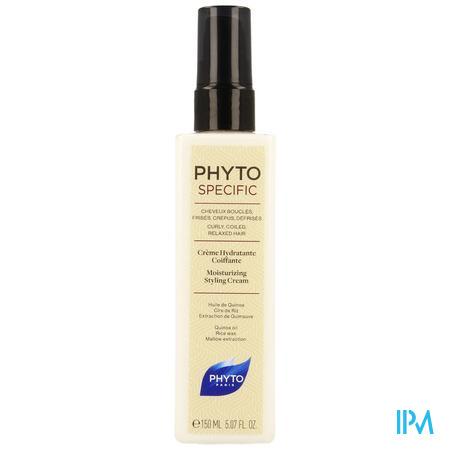 PHYTO
SPECIFIC
CHEVEUX BOUCLÉS,
FRISÉS, CRÉPUS, DÉFRISÉS
CURLY, COILED,
RELAXED HAIR
Crème Hydratante
Coiffante
Moisturizing
Styling Cream
Huile de Quinoa
Cire de Riz
Extraction de Guimauve
Quinoa oil
Rice wax
Mallow extraction
PHYTO
PARIS
℮ 150 ML 5.07 FL. OZ.
IPM